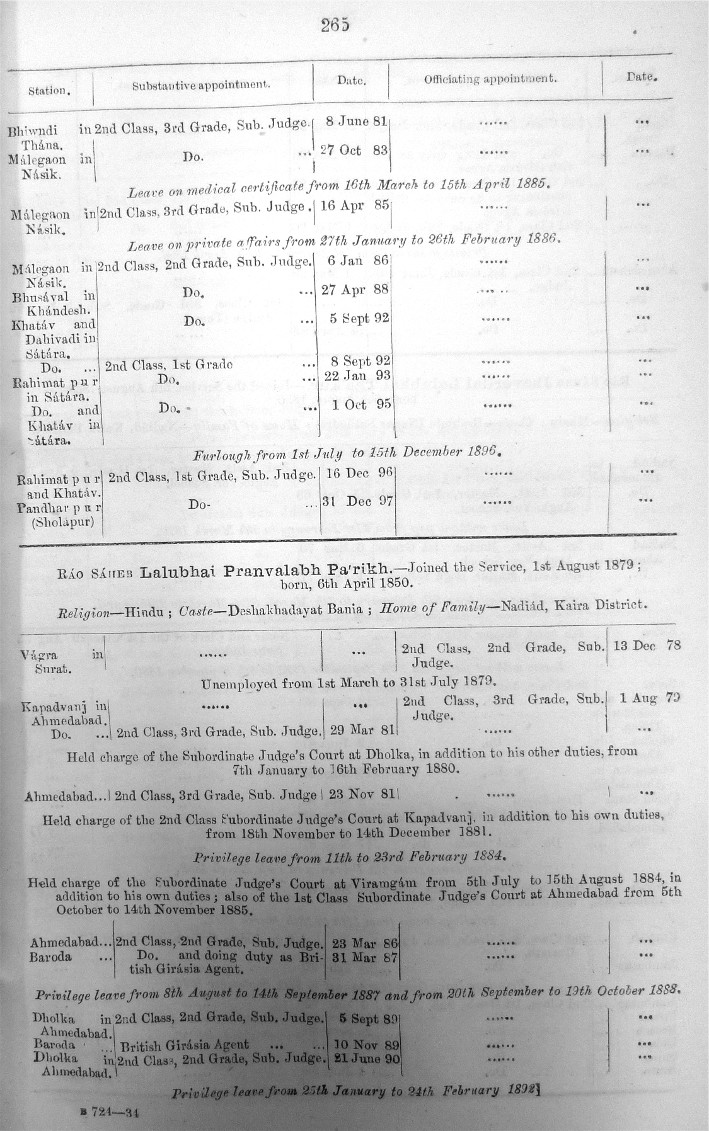 265
Station. Substantive appointment. Date. Officiating appointment. Date.
Bhiwndi in 2nd Class, 3rd Grade, Sub. Judge. 8 June 81 ...... ...
Thána.
Málegaon in Do. ... 27 Oct 83 ...... ...
Násik.
Leave on medical certificate from 16th March to 15th April 1885.
Málegaon in 2nd Class, 3rd Grade, Sub. Judge . 16 Apr 85 ...... ...
Násik.
Leave on private affairs from 27th January to 26th February 1886.
Málegaon in 2nd Class, 2nd Grade, Sub. Judge. 6 Jan 86 ...... ...
Násik.
Bhusával in Do. ... 27 Apr 88 ...... ...
Khándesh.
Khatáv and Do. ... 5 Sept 92 ...... ...
Dahivadi in
Sátára.
Do. ... 2nd Class, 1st Grade ... 8 Sept 92 ...... ...
Rahimat p u r Do. ... 22 Jan 93 ...... ...
in Sátára.
Do. and Do. ... 1 Oct 95 ...... ...
Khatáv in
Sátára.
Furlough from 1st July to 15th December 1896.
Rahimat p u r 2nd Class, 1st Grade, Sub. Judge. 16 Dec 96 ...... ...
and Khatáv.
Pandhar p u r Do- ... 31 Dec 97 ...... ...
(Sholápur)
RÁO SÁHEB Lalubhai Pranvalabh Pa'rikh.—Joined the Service, 1st August 1879 ;
born, 6th April 1850.
Religion—Hindu ; Caste—Deshakhadayat Bania ; Home of Family—Nadiád, Kaira District.
Vágra in ...... ... 2nd Class, 2nd Grade, Sub. 13 Dec 78
Surat. Judge.
Unemployed from 1st March to 31st July 1879.
Kapadvanj in ...... ... 2nd Class, 3rd Grade, Sub. 1 Aug 79
Ahmedabad. Judge.
Do. ... 2nd Class, 3rd Grade, Sub. Judge. 29 Mar 81 ...... ...
Held charge of the Subordinate Judge's Court at Dholka, in addition to his other duties, from
7th January to 16th February 1880.
Ahmedabad... 2nd Class, 3rd Grade, Sub. Judge 23 Nov 81 ...... ...
Held charge of the 2nd Class Subordinate Judge's Court at Kapadvanj, in addition to his own duties,
from 18th November to 14th December 1881.
Privilege leave from 11th to 23rd February 1884.
Held charge of the Subordinate Judge's Court at Viramgám from 5th July to 15th August 1884, in
addition to his own duties ; also of the 1st Class Subordinate Judge's Court at Ahmedabad from 5th
October to 14th November 1885.
Ahmedabad... 2nd Class, 2nd Grade, Sub. Judge. 23 Mar 86 ...... ...
Baroda ... Do. and doing duty as Bri- 31 Mar 87 ...... ...
tish Girásia Agent.
Privilege leave from 8th August to 14th September 1887 and from 20th September to 19th October 1888.
Dholka in 2nd Class, 2nd Grade, Sub. Judge. 5 Sept 89 ...... ...
Ahmedabad.
Baroda ... British Girásia Agent ... ... 10 Nov 89 ...... ...
Dholka in 2nd Class, 2nd Grade, Sub. Judge. 21 June 90 ...... ...
Ahmedabad.
Privilege leave from 25th January to 24th February 1892
B 724—34